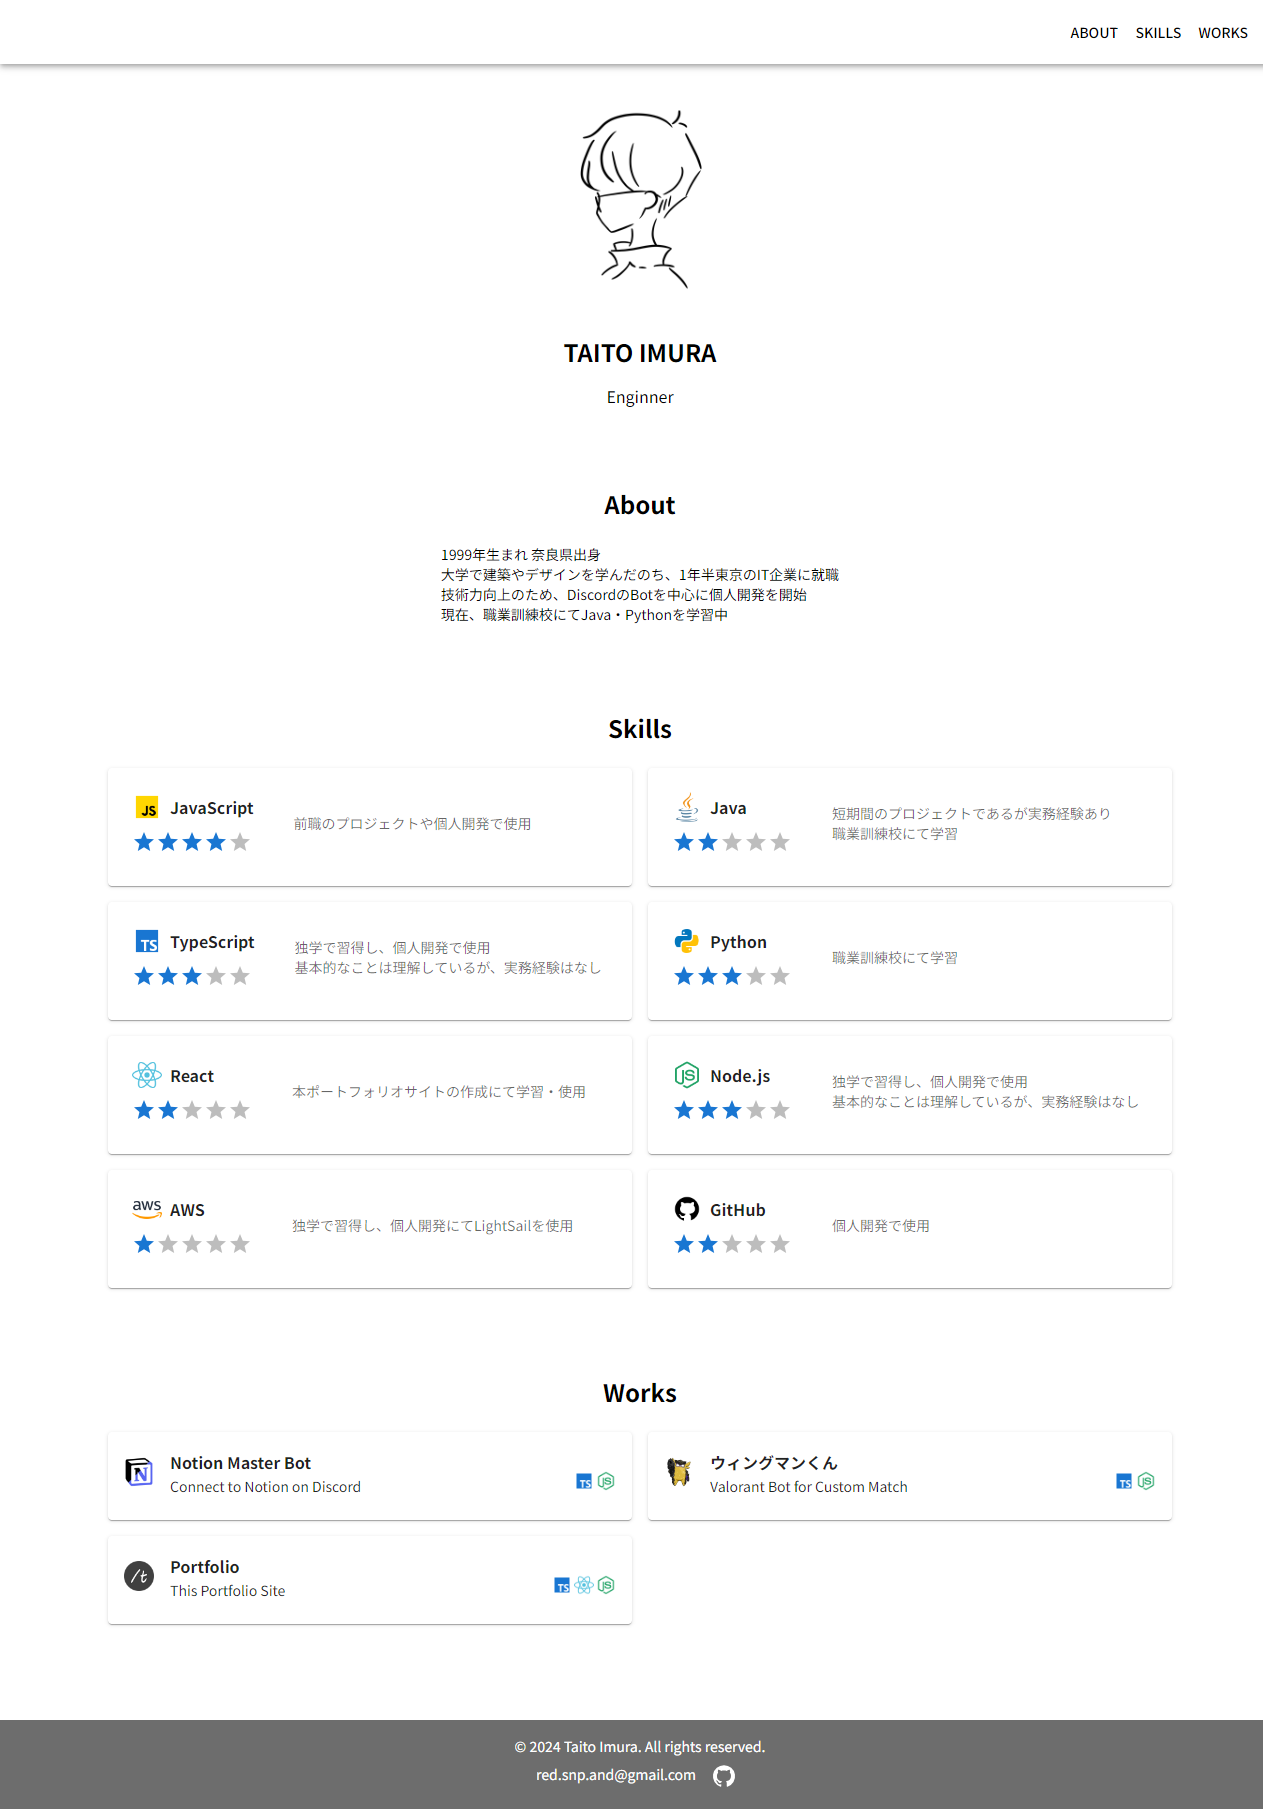 ABOUT SKILLS WORKS
TAITO IMURA
Enginner
About
1999年生まれ 奈良県出身
大学で建築やデザインを学んだのち、1年半東京のIT企業に就職
技術力向上のため、DiscordのBotを中心に個人開発を開始
現在、職業訓練校にてJava・Pythonを学習中
Skills
JS JavaScript
前職のプロジェクトや個人開発で使用
Java
短期間のプロジェクトであるが実務経験あり
職業訓練校にて学習
TS TypeScript
独学で習得し、個人開発で使用
基本的なことは理解しているが、実務経験はなし
Python
職業訓練校にて学習
React
本ポートフォリオサイトの作成にて学習・使用
JS Node.js
独学で習得し、個人開発で使用
基本的なことは理解しているが、実務経験はなし
aws AWS
独学で習得し、個人開発にてLightSailを使用
GitHub
個人開発で使用
Works
N Notion Master Bot
Connect to Notion on Discord
TS JS
ウィングマンくん
Valorant Bot for Custom Match
TS JS
/t Portfolio
This Portfolio Site
TS JS
© 2024 Taito Imura. All rights reserved.
red.snp.and@gmail.com